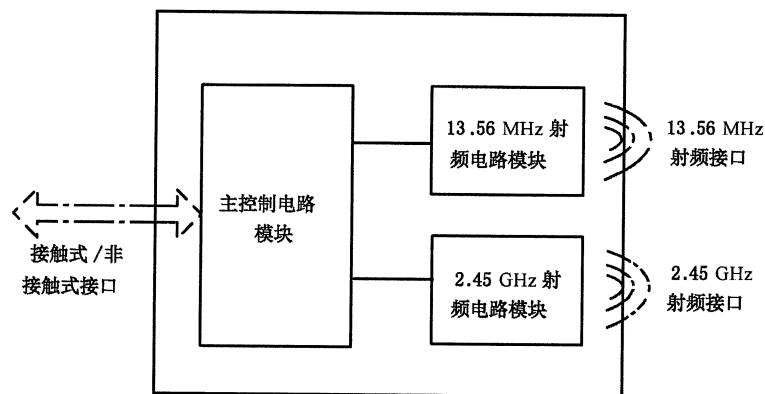 13.56 MHz 射
频电路模块
13.56 MHz
射频接口
主控制电路
模块
接触式/非
接触式接口
2.45 GHz 射
频电路模块
2.45 GHz
射频接口